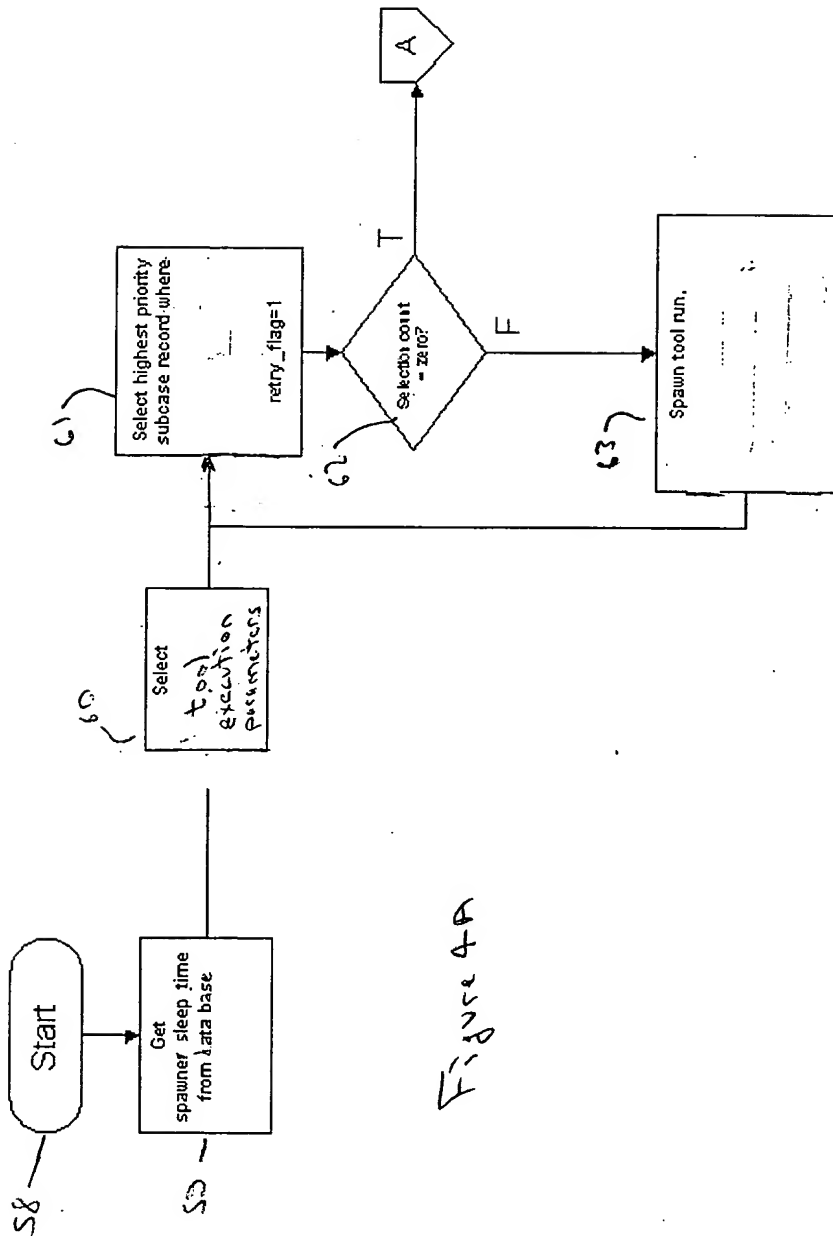 58
Start
Get
spawner sleep time
from data base
60
Select
tool
execution
parameters
61
Select highest priority
subcase record where
retry_flag=1
62
Selection count
= zero?
T
A
F
63
Spawn tool run.
Figure 4A